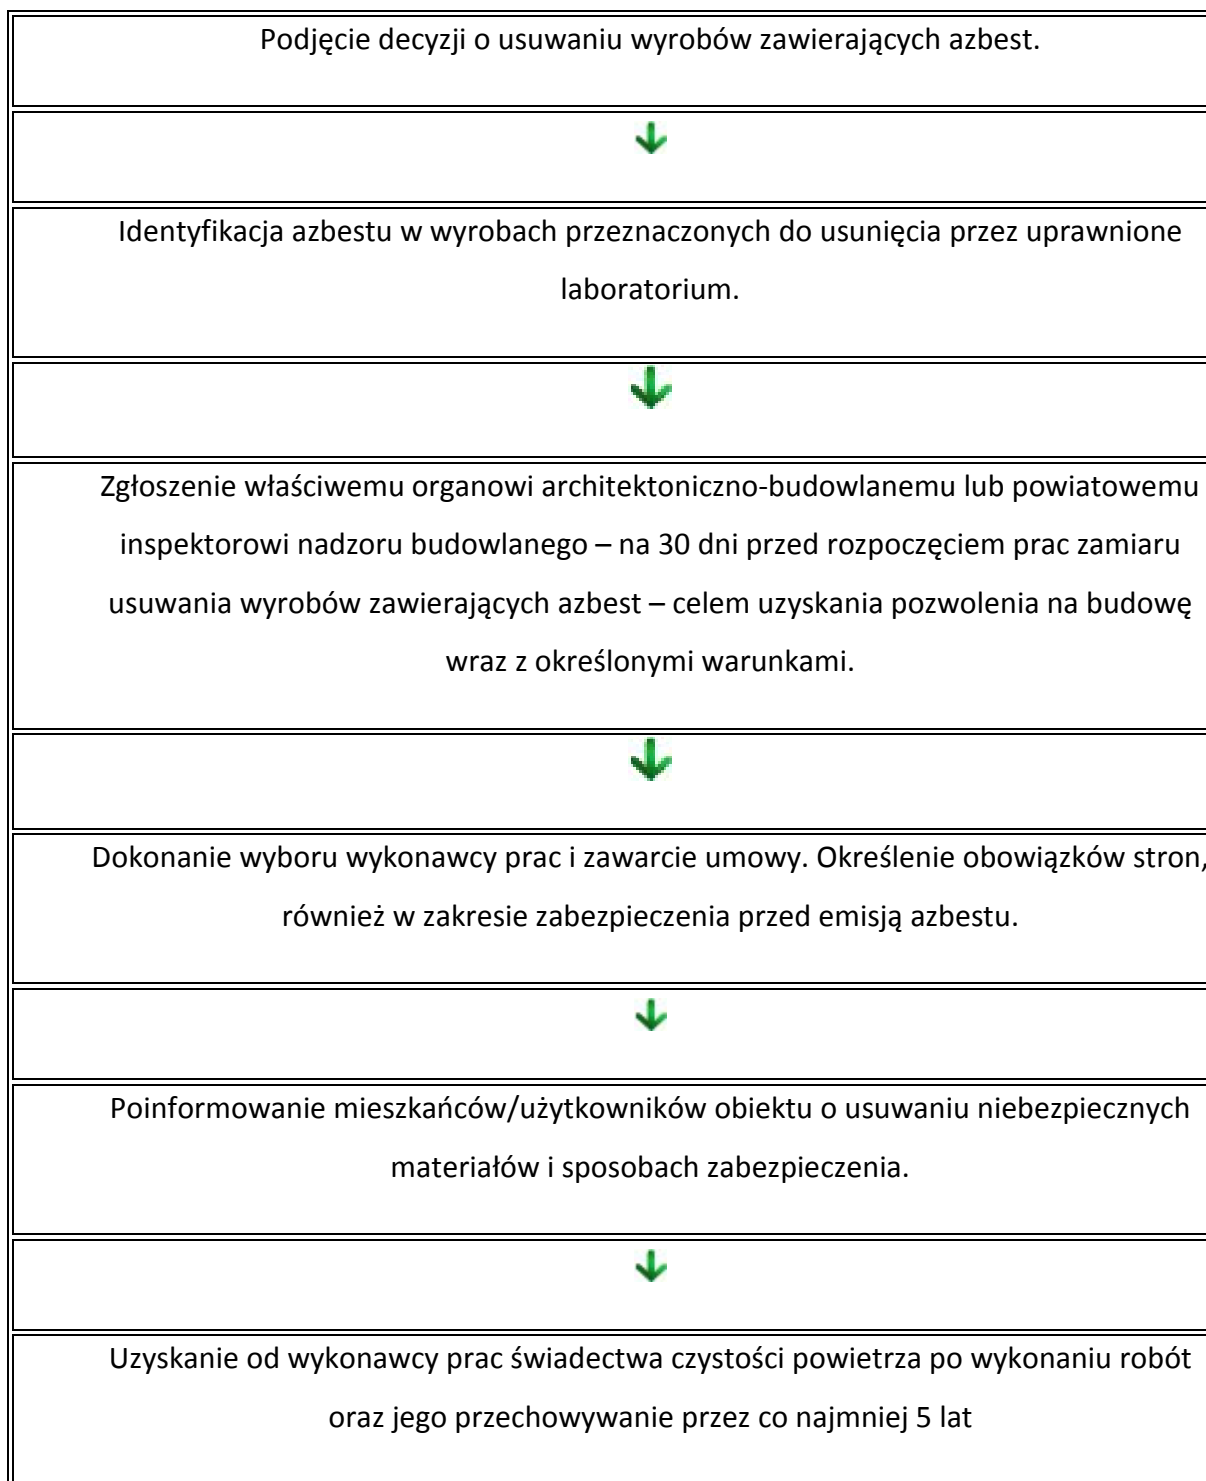 Podjęcie decyzji o usuwaniu wyrobów zawierających azbest.
Identyfikacja azbestu w wyrobach przeznaczonych do usunięcia przez uprawnione
laboratorium.
Zgłoszenie właściwemu organowi architektoniczno-budowlanemu lub powiatowemu
inspektorowi nadzoru budowlanego – na 30 dni przed rozpoczęciem prac zamiaru
usuwania wyrobów zawierających azbest – celem uzyskania pozwolenia na budowę
wraz z określonymi warunkami.
Dokonanie wyboru wykonawcy prac i zawarcie umowy. Określenie obowiązków stron,
również w zakresie zabezpieczenia przed emisją azbestu.
Poinformowanie mieszkańców/użytkowników obiektu o usuwaniu niebezpiecznych
materiałów i sposobach zabezpieczenia.
Uzyskanie od wykonawcy prac świadectwa czystości powietrza po wykonaniu robót
oraz jego przechowywanie przez co najmniej 5 lat